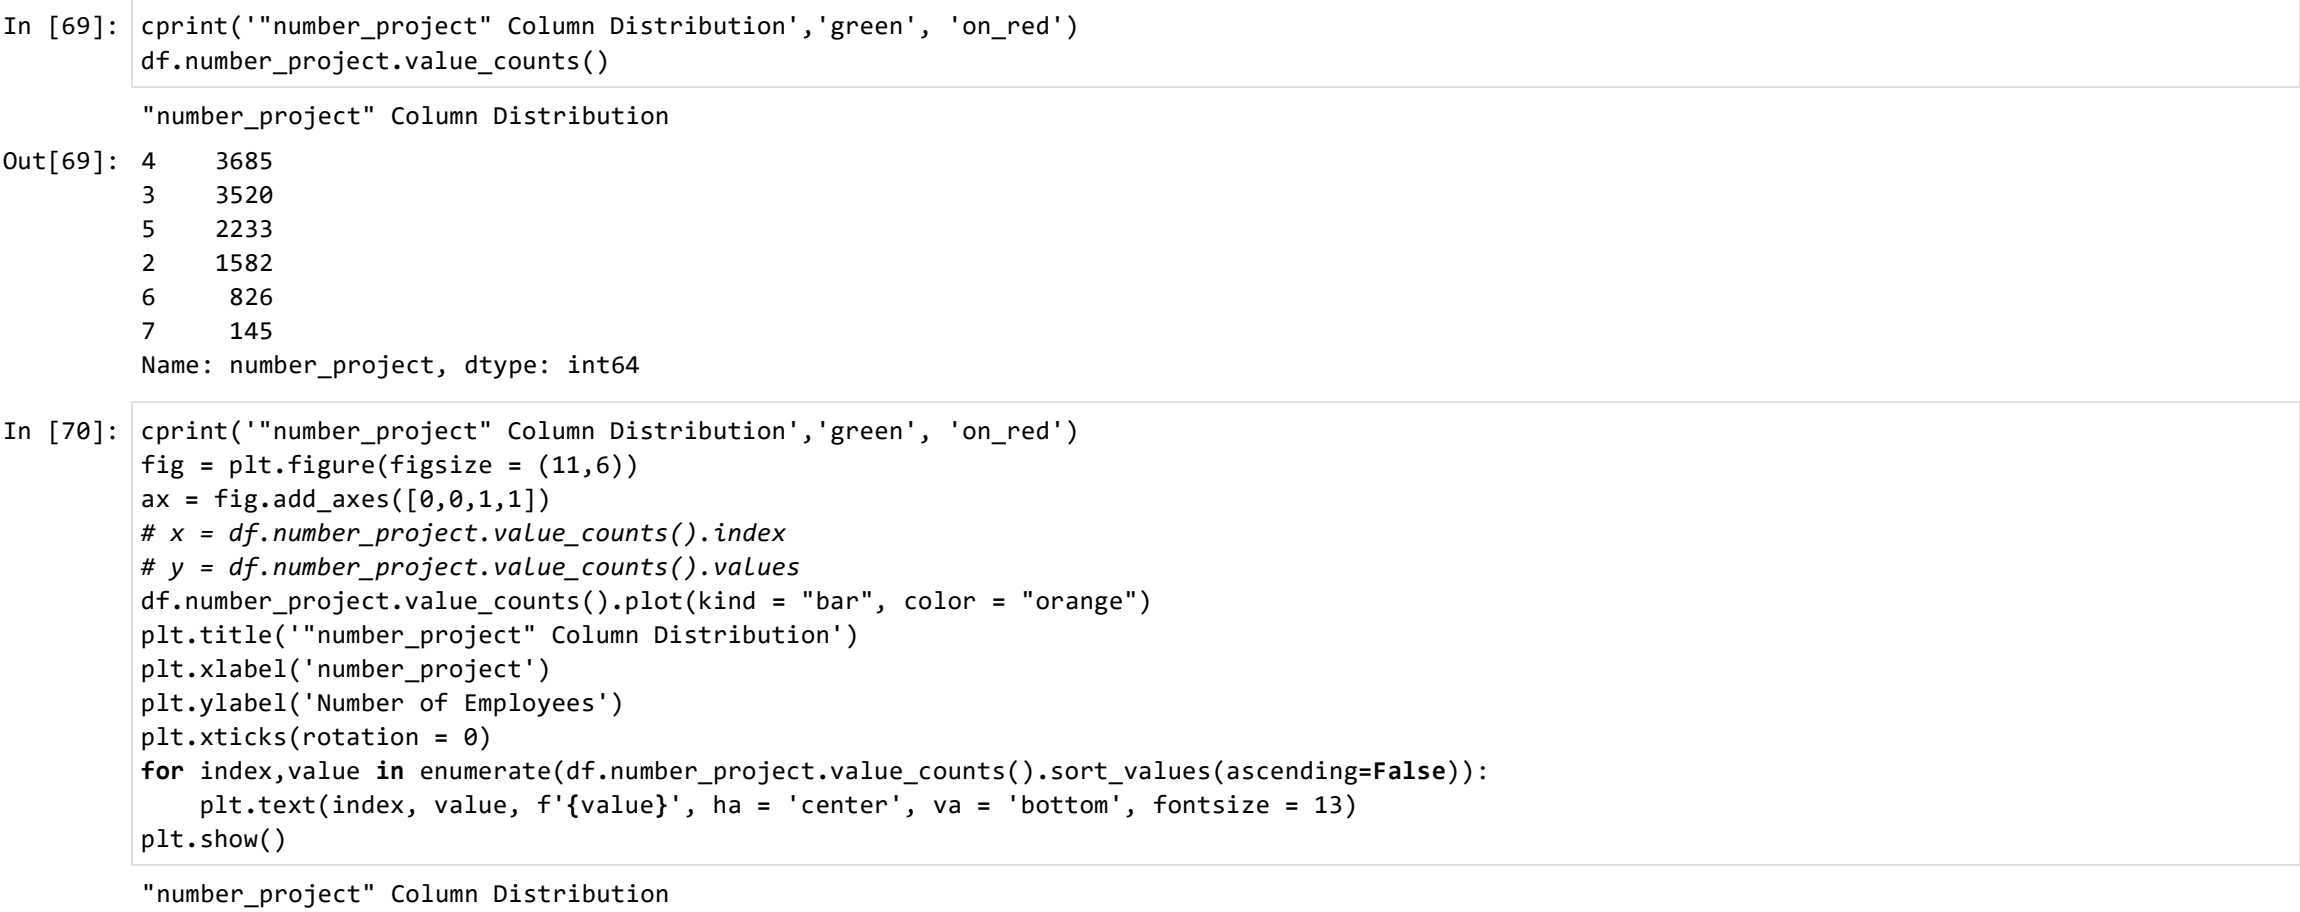 In [69]: cprint('"number_project" Column Distribution','green', 'on_red')
df.number_project.value_counts()
"number_project" Column Distribution
Out[69]: 4    3685
3    3520
5    2233
2    1582
6     826
7     145
Name: number_project, dtype: int64
In [70]: cprint('"number_project" Column Distribution','green', 'on_red')
fig = plt.figure(figsize = (11,6))
ax = fig.add_axes([0,0,1,1])
# x = df.number_project.value_counts().index
# y = df.number_project.value_counts().values
df.number_project.value_counts().plot(kind = "bar", color = "orange")
plt.title('"number_project" Column Distribution')
plt.xlabel('number_project')
plt.ylabel('Number of Employees')
plt.xticks(rotation = 0)
for index,value in enumerate(df.number_project.value_counts().sort_values(ascending=False)):
    plt.text(index, value, f'{value}', ha = 'center', va = 'bottom', fontsize = 13)
plt.show()
"number_project" Column Distribution